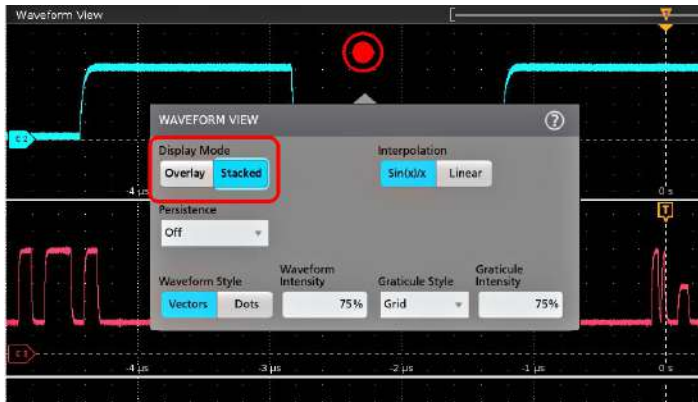 Waveform View
T
C 2
WAVEFORM VIEW
?
Display Mode
Interpolation
Overlay Stacked
Sin(x)/x Linear
-4 µs
0 s
Persistence
T
Off
Waveform Style
Waveform Intensity
Graticule Style
Graticule Intensity
Vectors Dots
75%
Grid
75%
C 3
-4 µs -3 µs -2 µs -1 µs 0 s